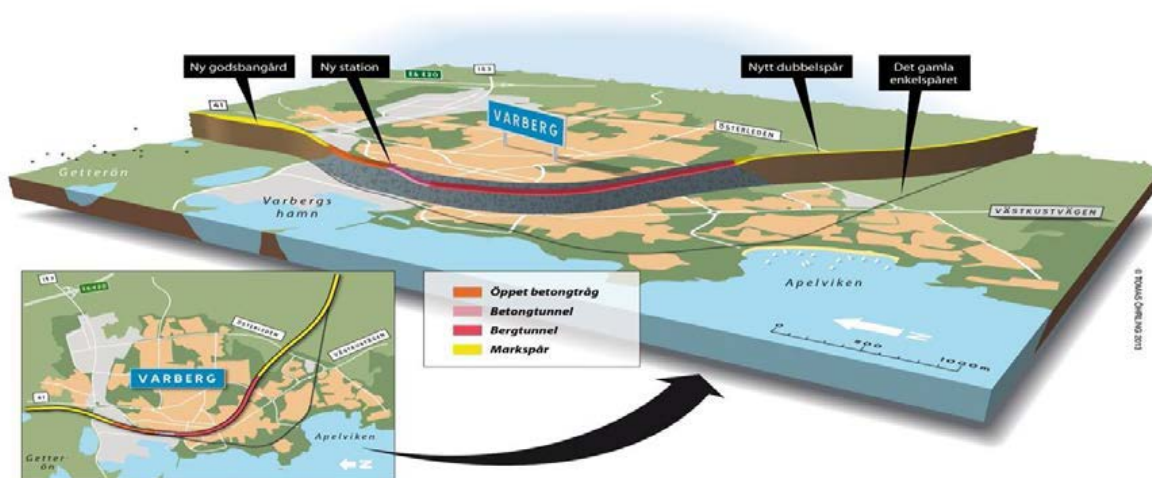 Ny godsbangård
Ny station
Nytt dubbelspår
Det gamla
enkelspåret
E6 E20
153
41
VARBERG
ÖSTERLEDEN
Getterön
Varbergs
hamn
VÄSTKUSTVÄGEN
Apelviken
N
0
500
1000m
© TOMAS ÖHRLING 2013
Öppet betongtråg
Betongtunnel
Bergtunnel
Markspår
153
E6 E20
ÖSTERLEDEN
VÄSTKUSTVÄGEN
VARBERG
41
Apelviken
Getter
ön
N